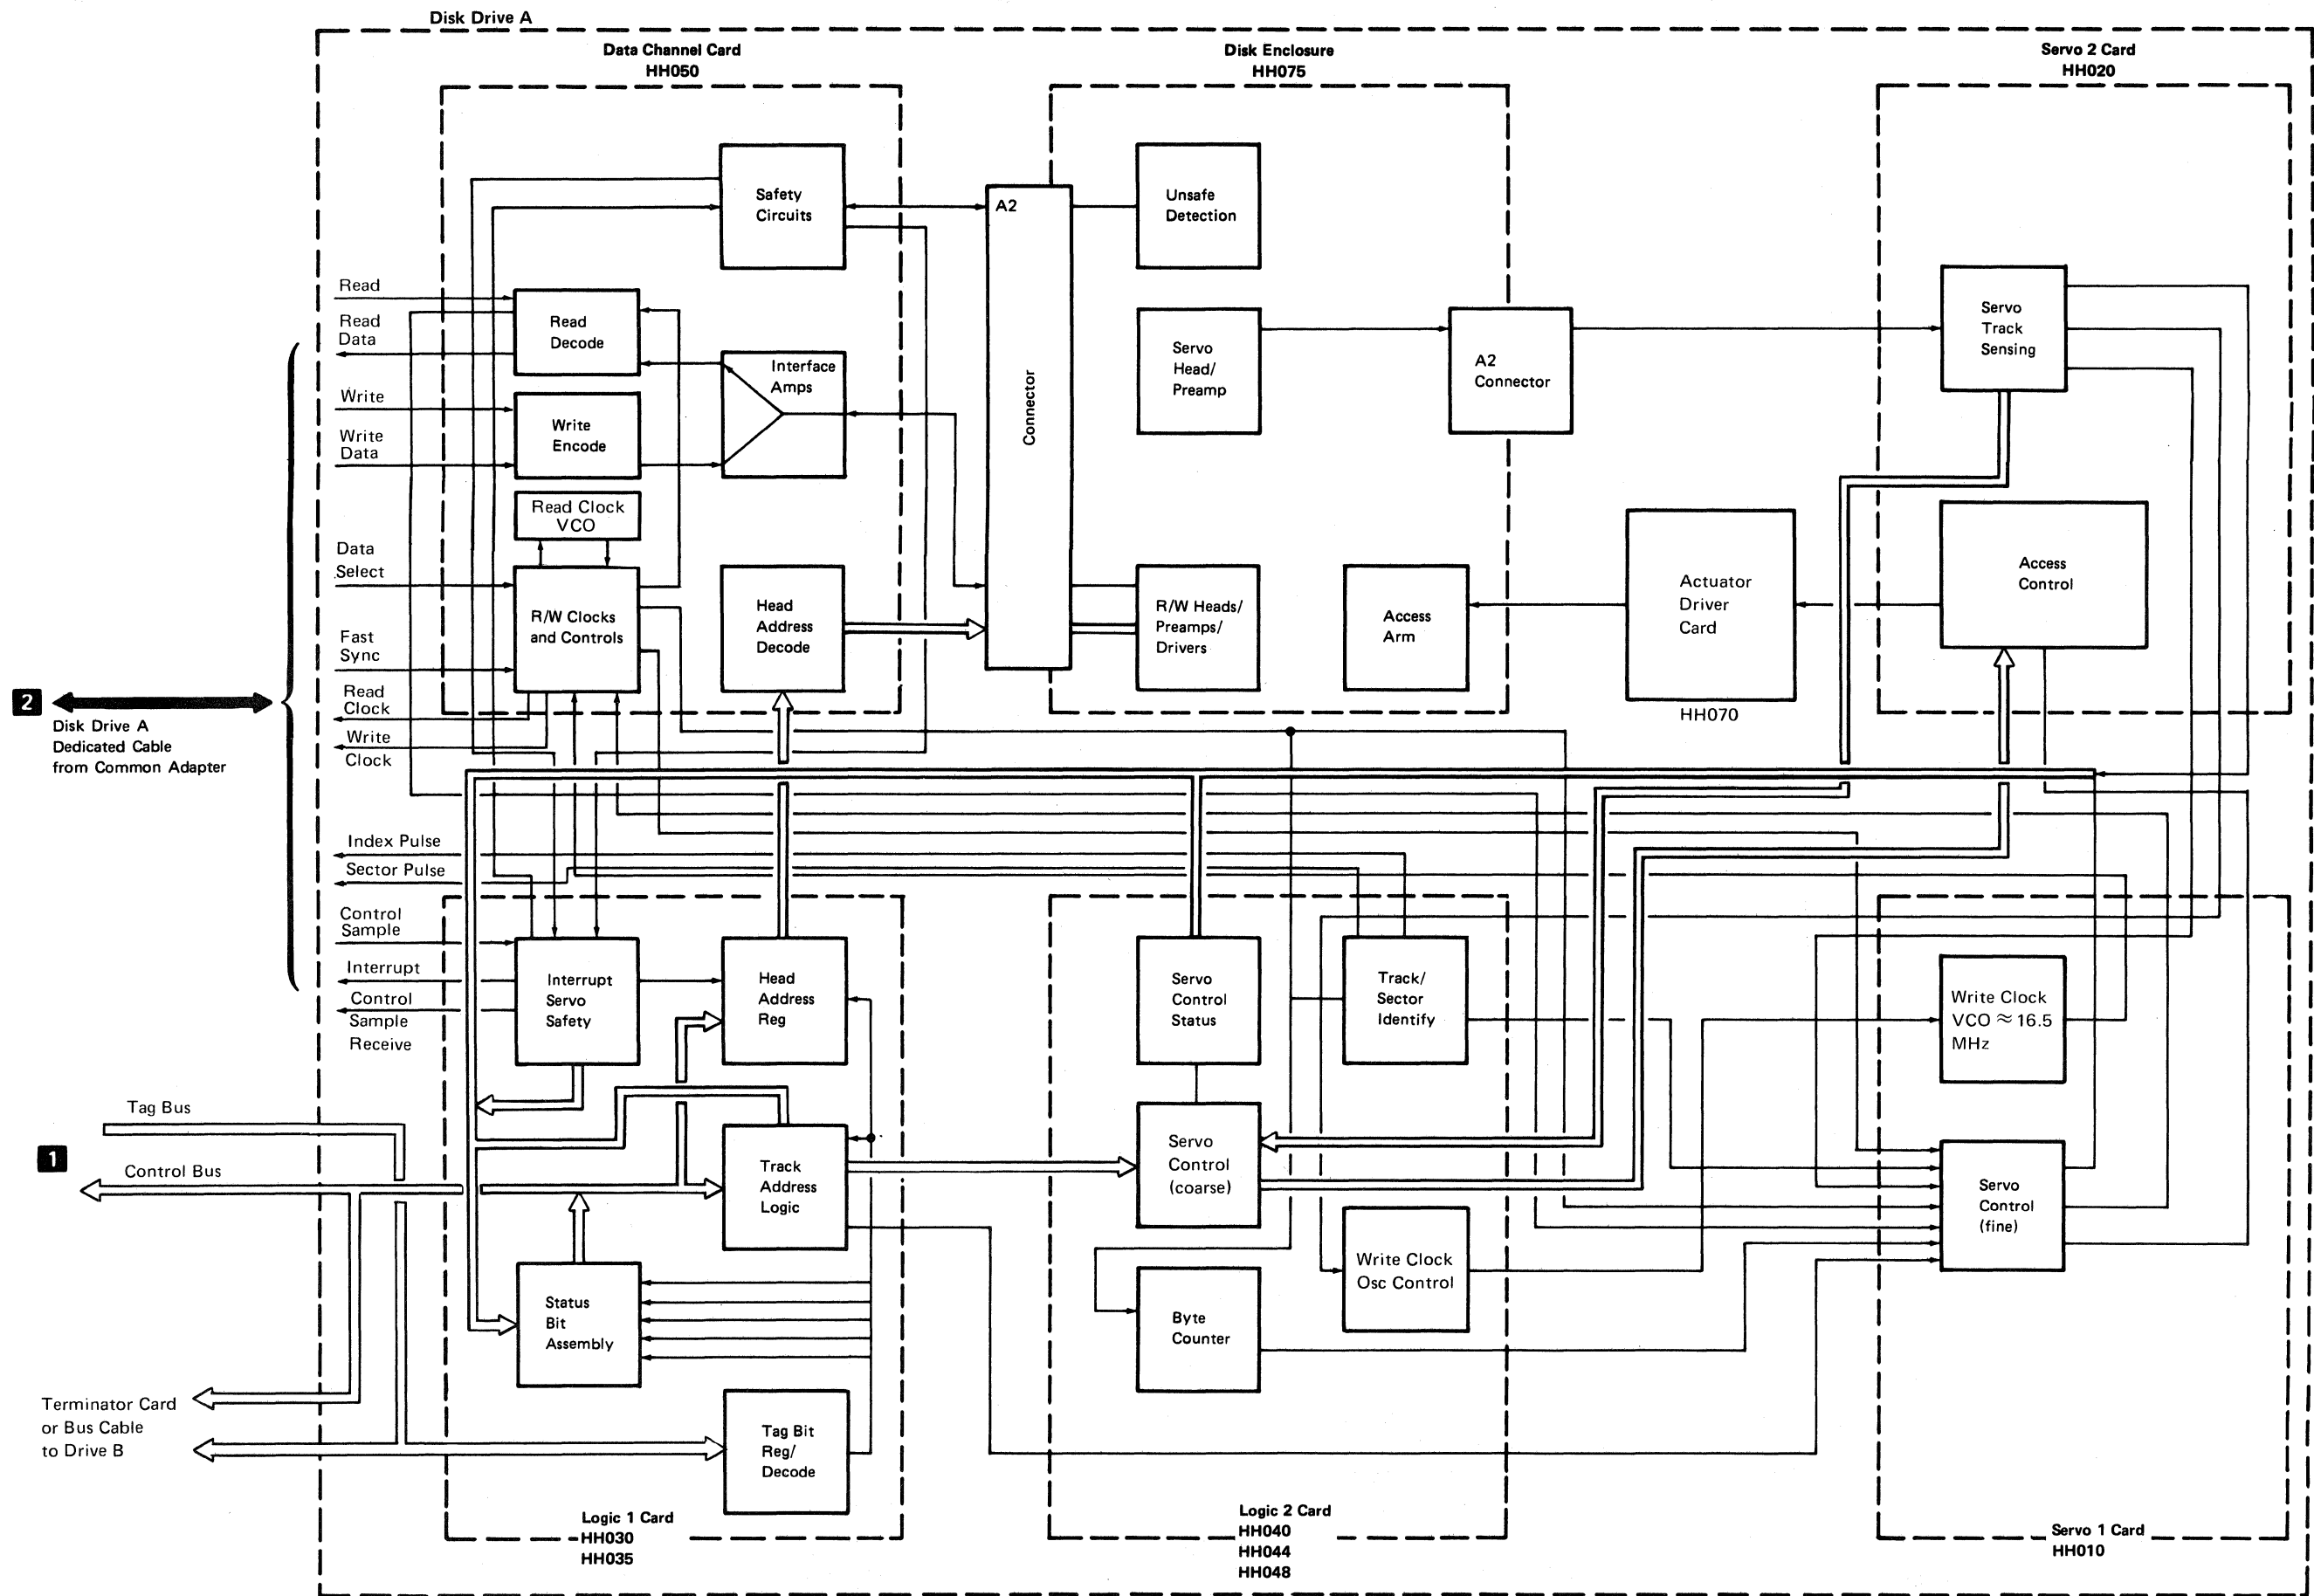 Disk Drive A
Data Channel Card
HH050
Disk Enclosure
HH075
Servo 2 Card
HH020
Safety
Circuits
A2
Connector
Unsafe
Detection
Read
Read
Data
Read
Decode
Interface
Amps
Servo
Head/
Preamp
A2
Connector
Servo
Track
Sensing
Write
Write
Data
Write
Encode
Read Clock
VCO
Data
Select
R/W Clocks
and Controls
Head
Address
Decode
R/W Heads/
Preamps/
Drivers
Access
Arm
Actuator
Driver
Card
HH070
Access
Control
Fast
Sync
Read
Clock
Write
Clock
2
Disk Drive A
Dedicated Cable
from Common Adapter
Index Pulse
Sector Pulse
Control
Sample
Interrupt
Control
Sample
Receive
Interrupt
Servo
Safety
Head
Address
Reg
Servo
Control
Status
Track/
Sector
Identify
Write Clock
VCO ≈ 16.5
MHz
Tag Bus
1
Control Bus
Track
Address
Logic
Servo
Control
(coarse)
Servo
Control
(fine)
Status
Bit
Assembly
Write Clock
Osc Control
Byte
Counter
Terminator Card
or Bus Cable
to Drive B
Tag Bit
Reg/
Decode
Logic 1 Card
HH030
HH035
Logic 2 Card
HH040
HH044
HH048
Servo 1 Card
HH010